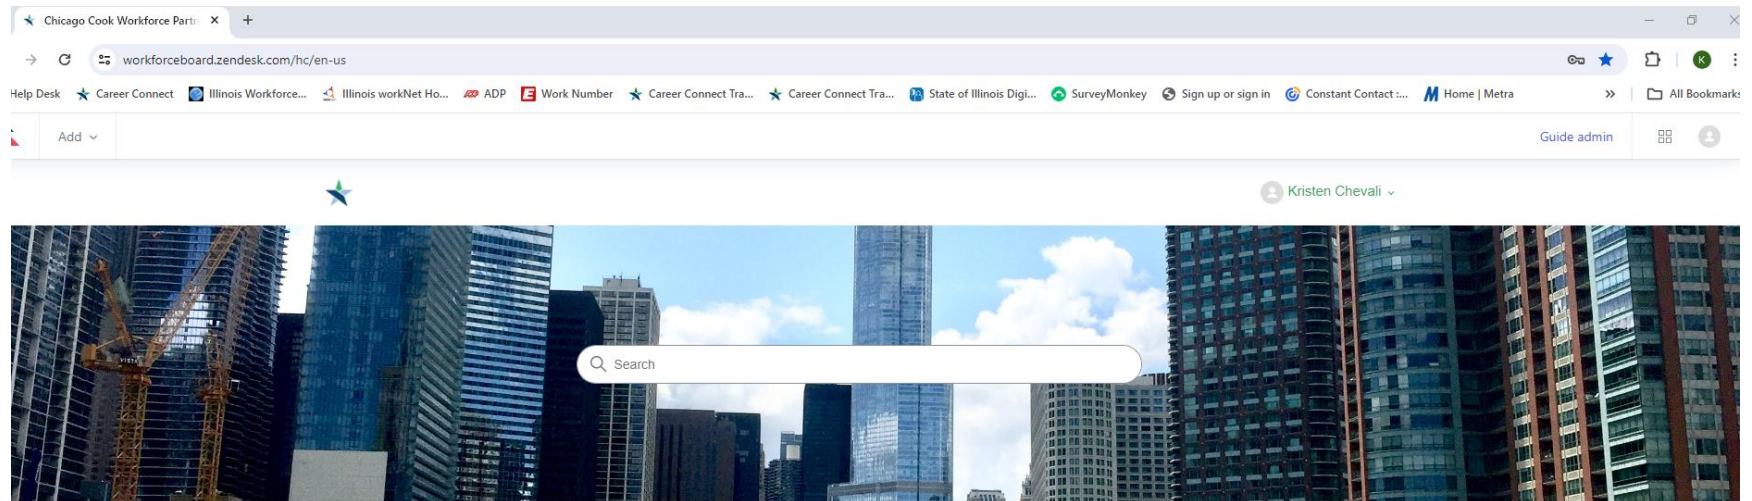 Chicago Cook Workforce Partn
workforceboard.zendesk.com/hc/en-us
K
Help Desk Career Connect Illinois Workforce... Illinois workNet Ho... ADP Work Number Career Connect Tra... Career Connect Tra... State of Illinois Digi... SurveyMonkey Sign up or sign in Constant Contact :... Home | Metra All Bookmarks
Add Guide admin
Kristen Chevali
Search
VISTA